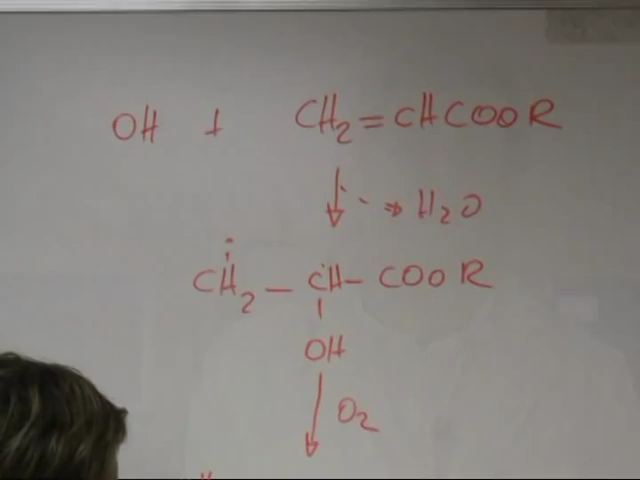 OH + CH2=CHCOOR
→ H2O
CH2 – CH – COOR
OH
O2